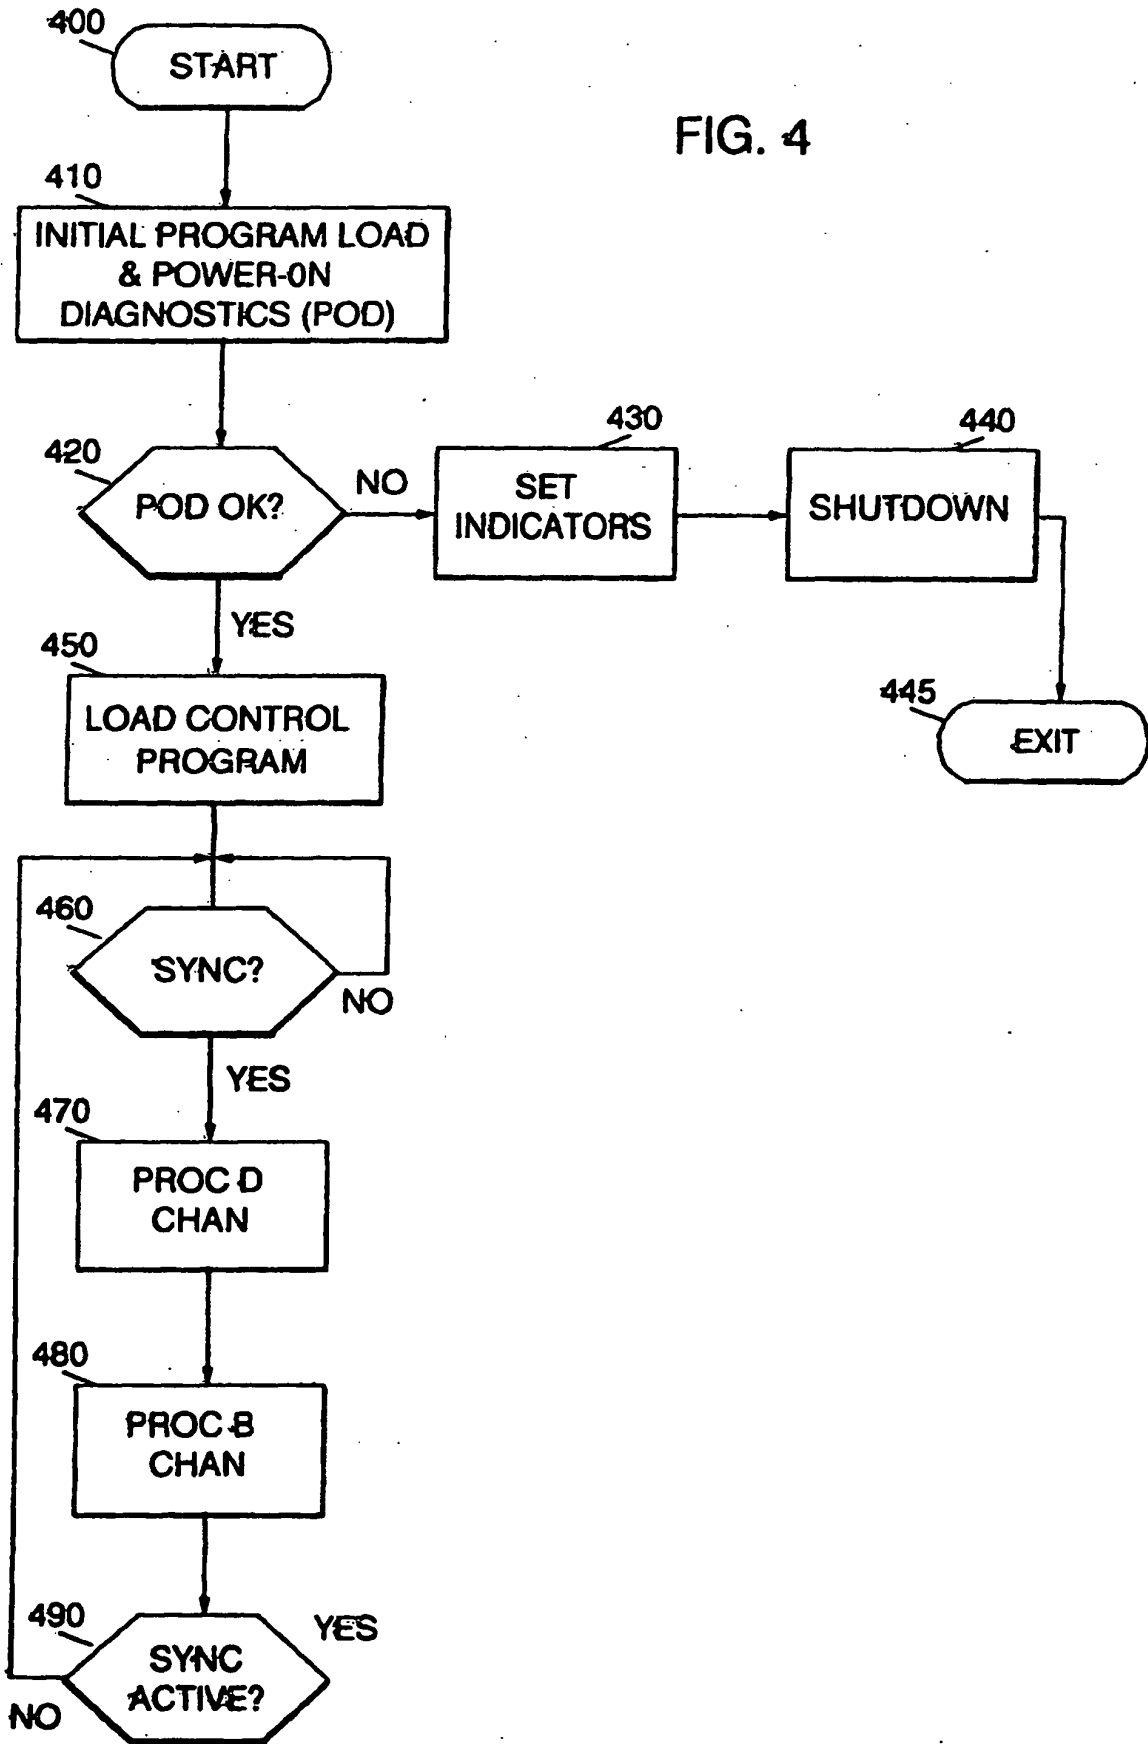 400
START
FIG. 4
410
INITIAL PROGRAM LOAD
& POWER-ON
DIAGNOSTICS (POD)
420
POD OK?
NO
430
SET
INDICATORS
440
SHUTDOWN
YES
445
EXIT
450
LOAD CONTROL
PROGRAM
460
SYNC?
NO
YES
470
PROC D
CHAN
480
PROC B
CHAN
490
YES
SYNC
ACTIVE?
NO